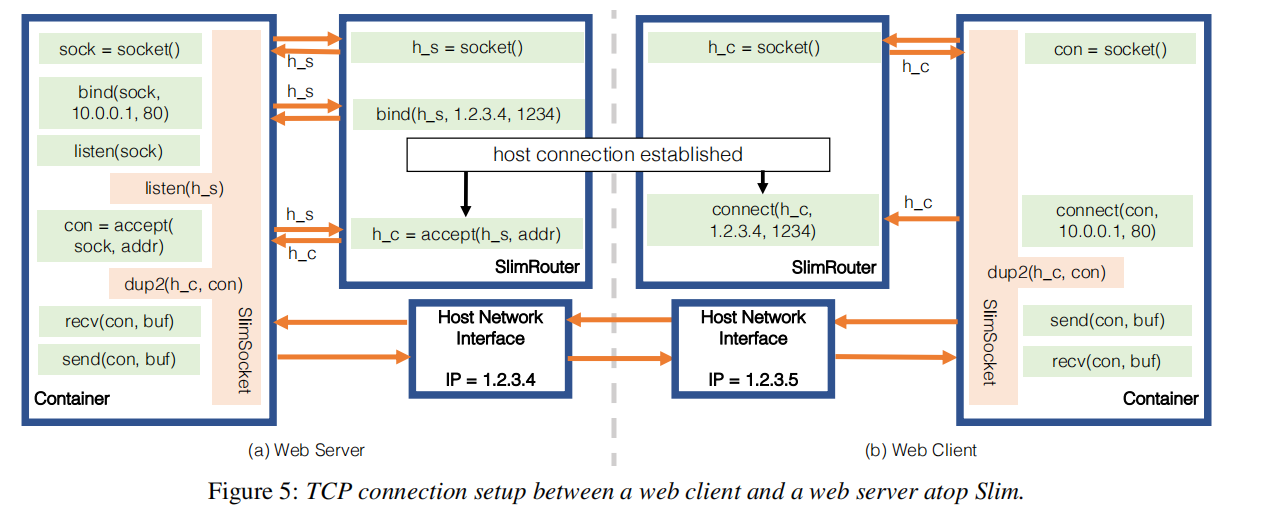 sock = socket()
h_s
h_s = socket()
bind(sock,
10.0.0.1, 80)
h_s
bind(h_s, 1.2.3.4, 1234)
listen(sock)
listen(h_s)
con = accept(
sock, addr)
h_s
h_c
h_c = accept(h_s, addr)
SlimRouter
dup2(h_c, con)
recv(con, buf)
send(con, buf)
SlimSocket
Container
Host Network
Interface
IP = 1.2.3.4
host connection established
h_c = socket()
h_c
con = socket()
connect(h_c,
1.2.3.4, 1234)
h_c
connect(con,
10.0.0.1, 80)
SlimRouter
dup2(h_c, con)
Host Network
Interface
IP = 1.2.3.5
SlimSocket
send(con, buf)
recv(con, buf)
Container
(a) Web Server
(b) Web Client
Figure 5: TCP connection setup between a web client and a web server atop Slim.